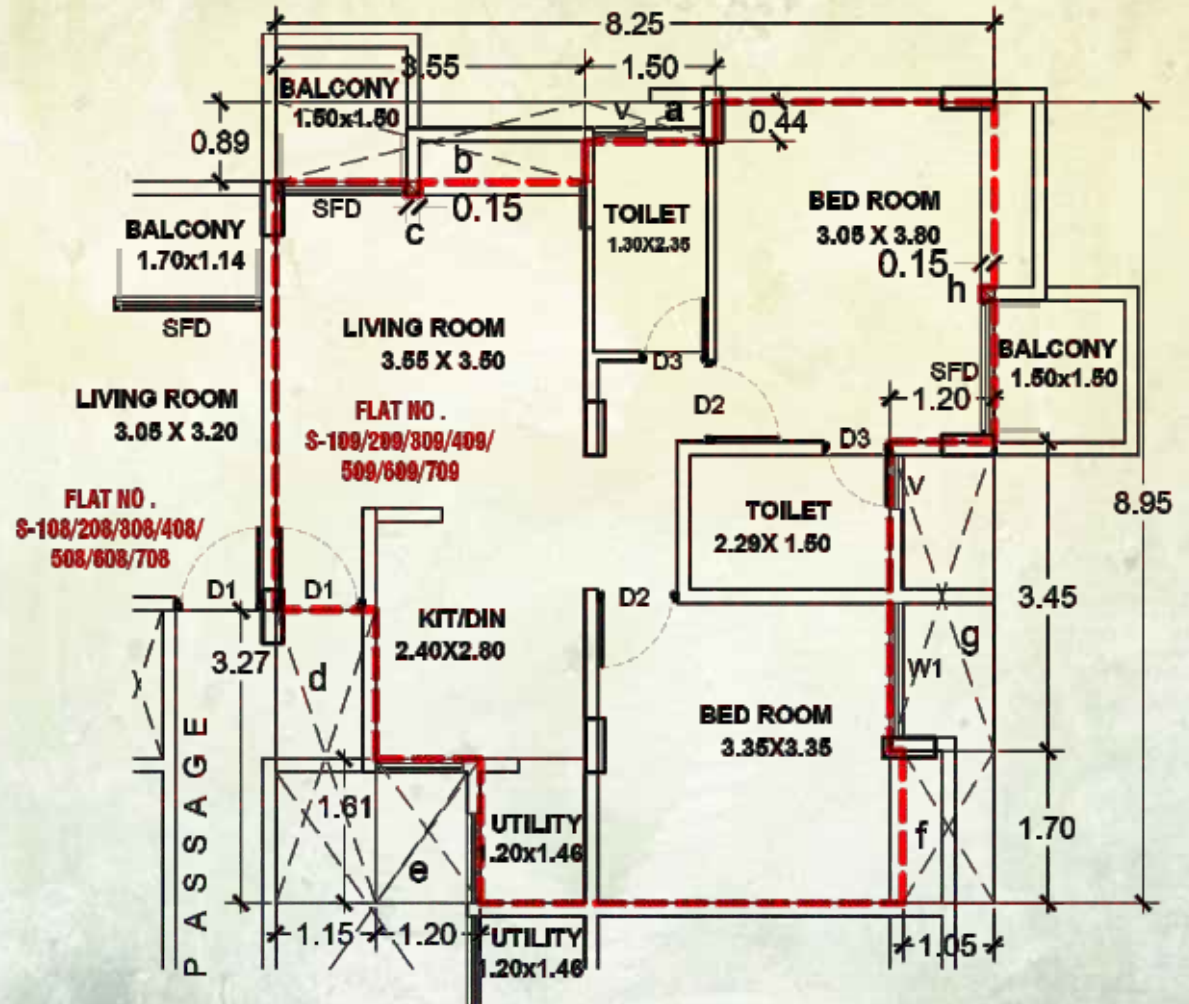 8.25
3.55
1.50
BALCONY
1.50x1.50
v
a
0.44
0.89
b
0.15
c
SFD
BALCONY
1.70x1.14
SFD
TOILET
1.30X2.35
BED ROOM
3.05 X 3.80
0.15
h
LIVING ROOM
3.55 X 3.50
D3
BALCONY
1.50x1.50
SFD
1.20
LIVING ROOM
3.05 X 3.20
FLAT NO .
S-109/209/309/409/
509/609/709
D2
D3
FLAT NO .
S-108/208/308/408/
508/608/708
TOILET
2.29X 1.50
V
8.95
D1
D1
D2
3.45
KIT/DIN
2.40X2.80
3.27
d
g
W1
BED ROOM
3.35X3.35
PASSAGE
1.61
e
UTILITY
1.20x1.46
f
1.70
1.15
1.20
UTILITY
1.20x1.46
1.05